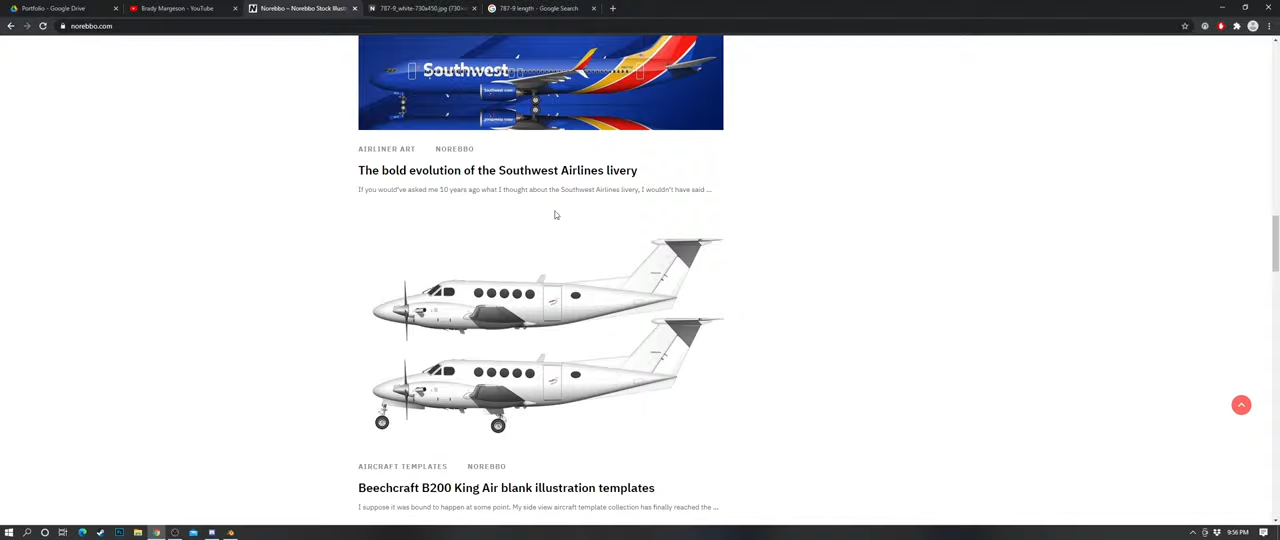 Portfolio - Google Drive
Brady Margeson - YouTube
Norebbo – Norebbo Stock Illustr
787-9_white-730x450.jpg (730×
787-9 length - Google Search
norebbo.com
Southwest
Southwest.com
AIRLINER ART NOREBBO
The bold evolution of the Southwest Airlines livery
If you would've asked me 10 years ago what I thought about the Southwest Airlines livery, I wouldn't have said ...
AIRCRAFT TEMPLATES NOREBBO
Beechcraft B200 King Air blank illustration templates
I suppose it was bound to happen at some point. My side view aircraft template collection has finally reached the ...
9:56 PM